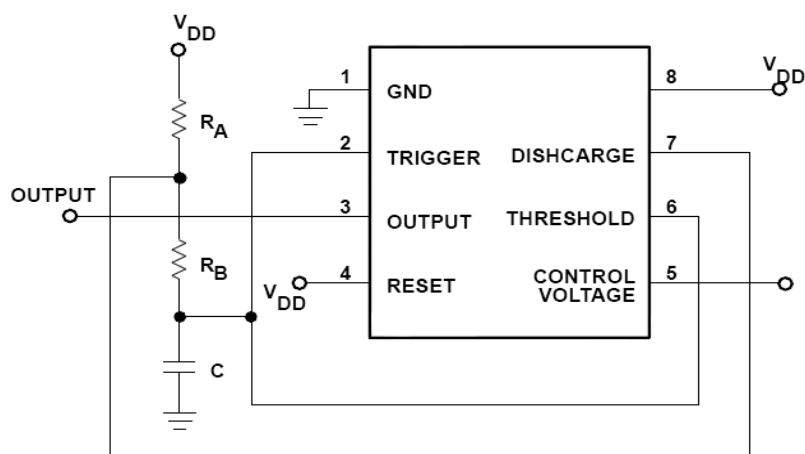 VDD
RA
OUTPUT
RB
C
VDD
1
GND
2
TRIGGER
3
OUTPUT
4
RESET
8
VDD
DISHCARGE
7
THRESHOLD
6
CONTROL
VOLTAGE
5